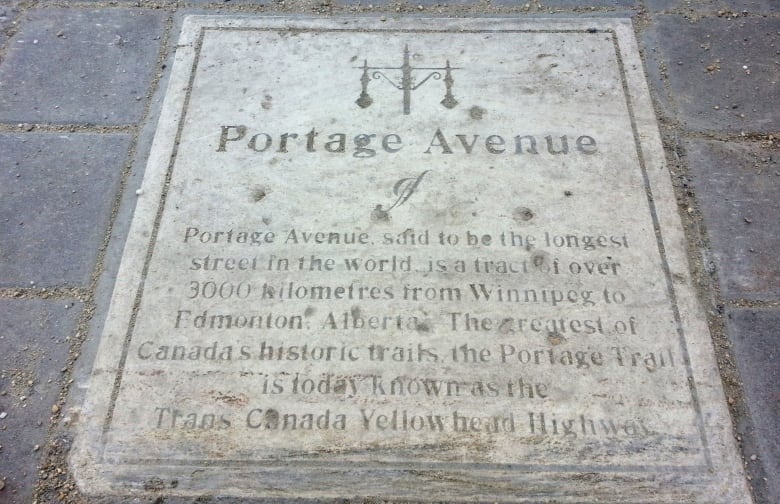 Portage Avenue
Portage Avenue, said to be the longest
street in the world, is a tract of over
3000 kilometres from Winnipeg to
Edmonton, Alberta. The greatest of
Canada's historic trails, the Portage Trail
is today known as the
Trans Canada Yellowhead Highway.